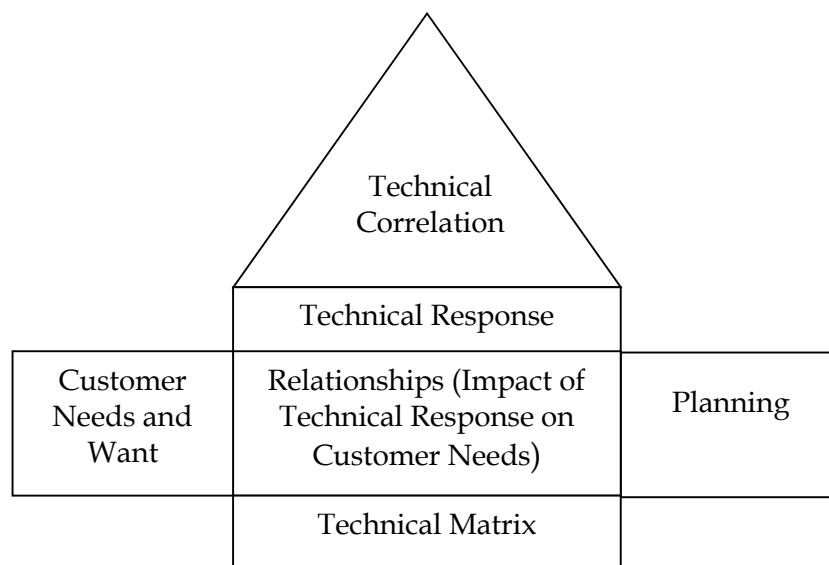 Technical
Correlation
Technical Response
Customer
Needs and
Want
Relationships (Impact of
Technical Response on
Customer Needs)
Planning
Technical Matrix